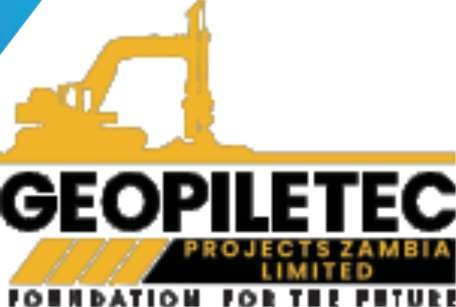 GEOPILETEC
PROJECTS ZAMBIA
LIMITED
FOUNDATION FOR THE FUTURE